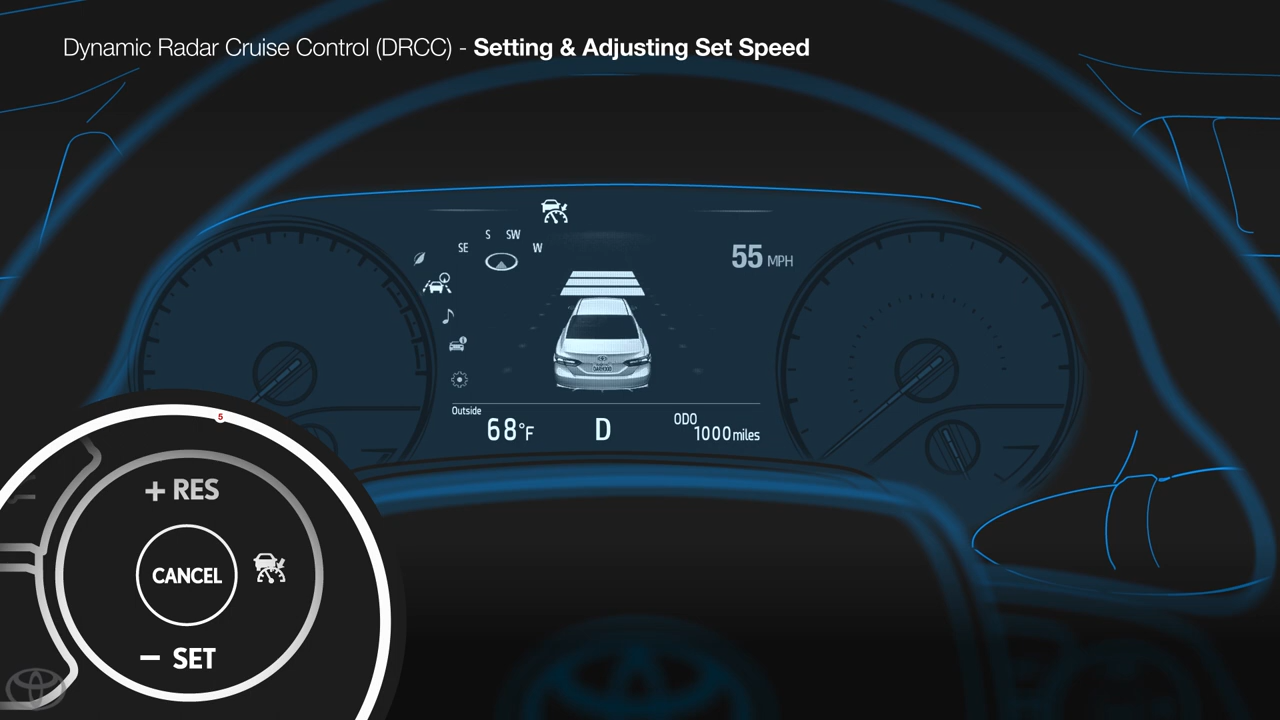 Dynamic Radar Cruise Control (DRCC) - Setting & Adjusting Set Speed
S SW
SE W
55 MPH
Outside
68°F
D
ODO
1000 miles
5
+ RES
CANCEL
– SET